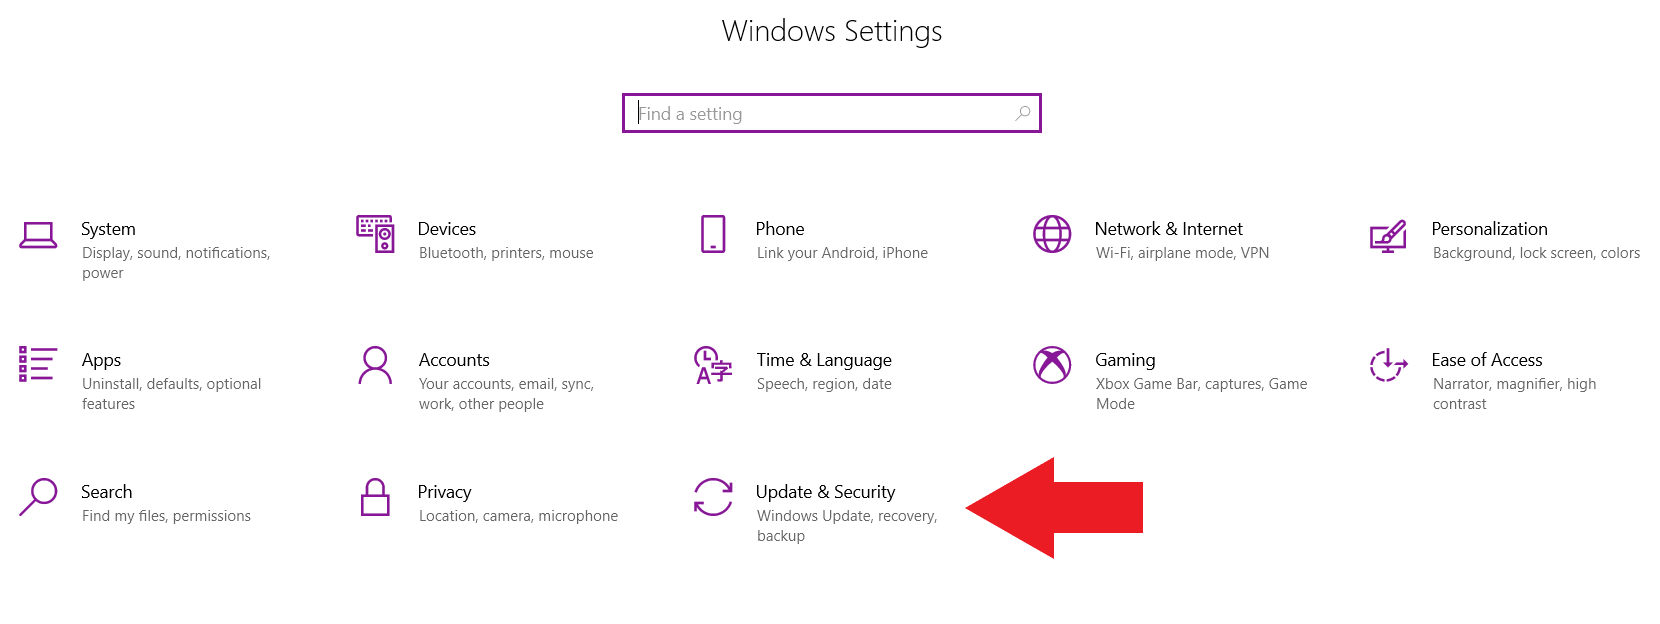 Windows Settings
Find a setting
System
Display, sound, notifications,
power
Devices
Bluetooth, printers, mouse
Phone
Link your Android, iPhone
Network & Internet
Wi-Fi, airplane mode, VPN
Personalization
Background, lock screen, colors
Apps
Uninstall, defaults, optional
features
Accounts
Your accounts, email, sync,
work, other people
Time & Language
Speech, region, date
Gaming
Xbox Game Bar, captures, Game
Mode
Ease of Access
Narrator, magnifier, high
contrast
Search
Find my files, permissions
Privacy
Location, camera, microphone
Update & Security
Windows Update, recovery,
backup